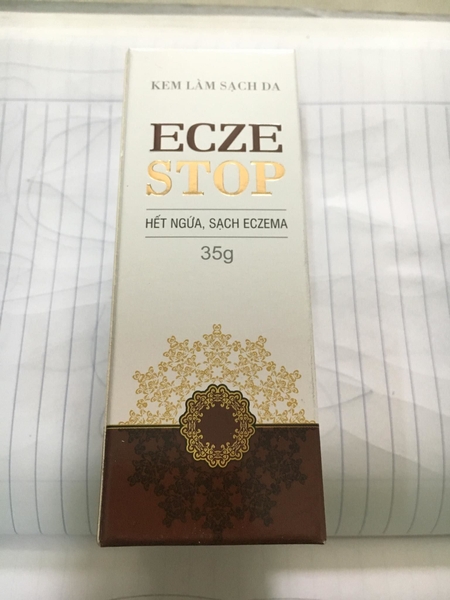 KEM LÀM SẠCH DA
ECZE
STOP
HẾT NGỨA, SẠCH ECZEMA
35g